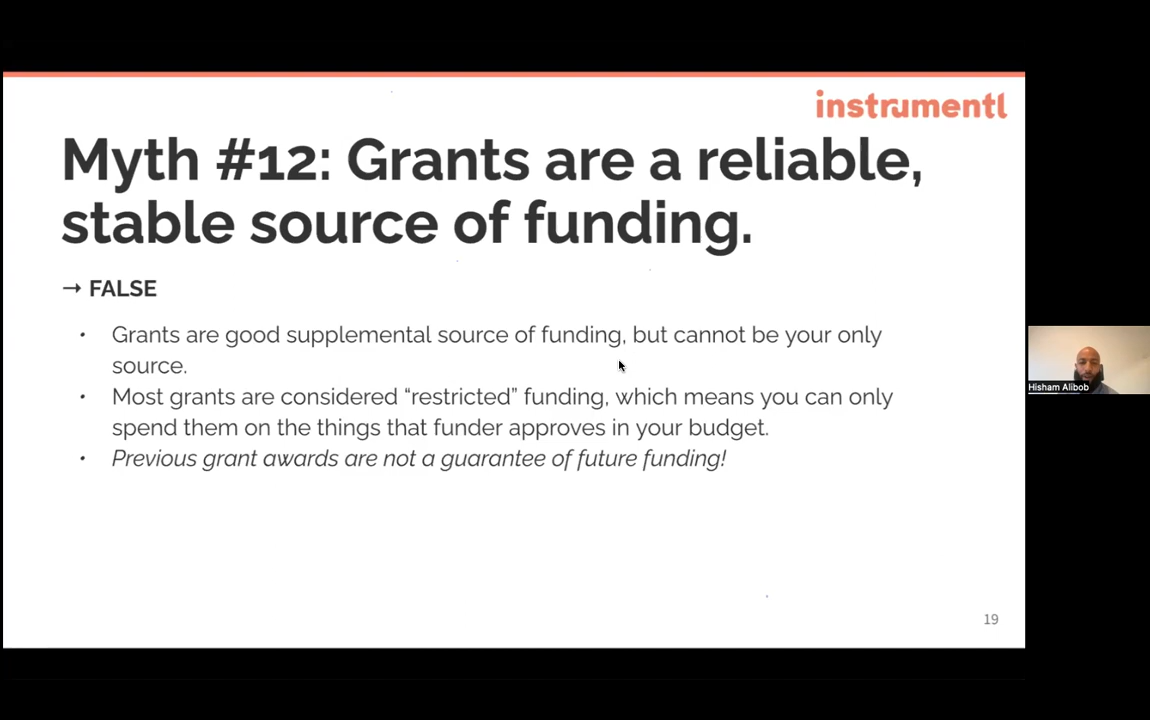 instrumentl
Myth #12: Grants are a reliable,
stable source of funding.
→ FALSE
• Grants are good supplemental source of funding, but cannot be your only
source.
• Most grants are considered “restricted” funding, which means you can only
spend them on the things that funder approves in your budget.
• Previous grant awards are not a guarantee of future funding!
Hisham Alibob
19